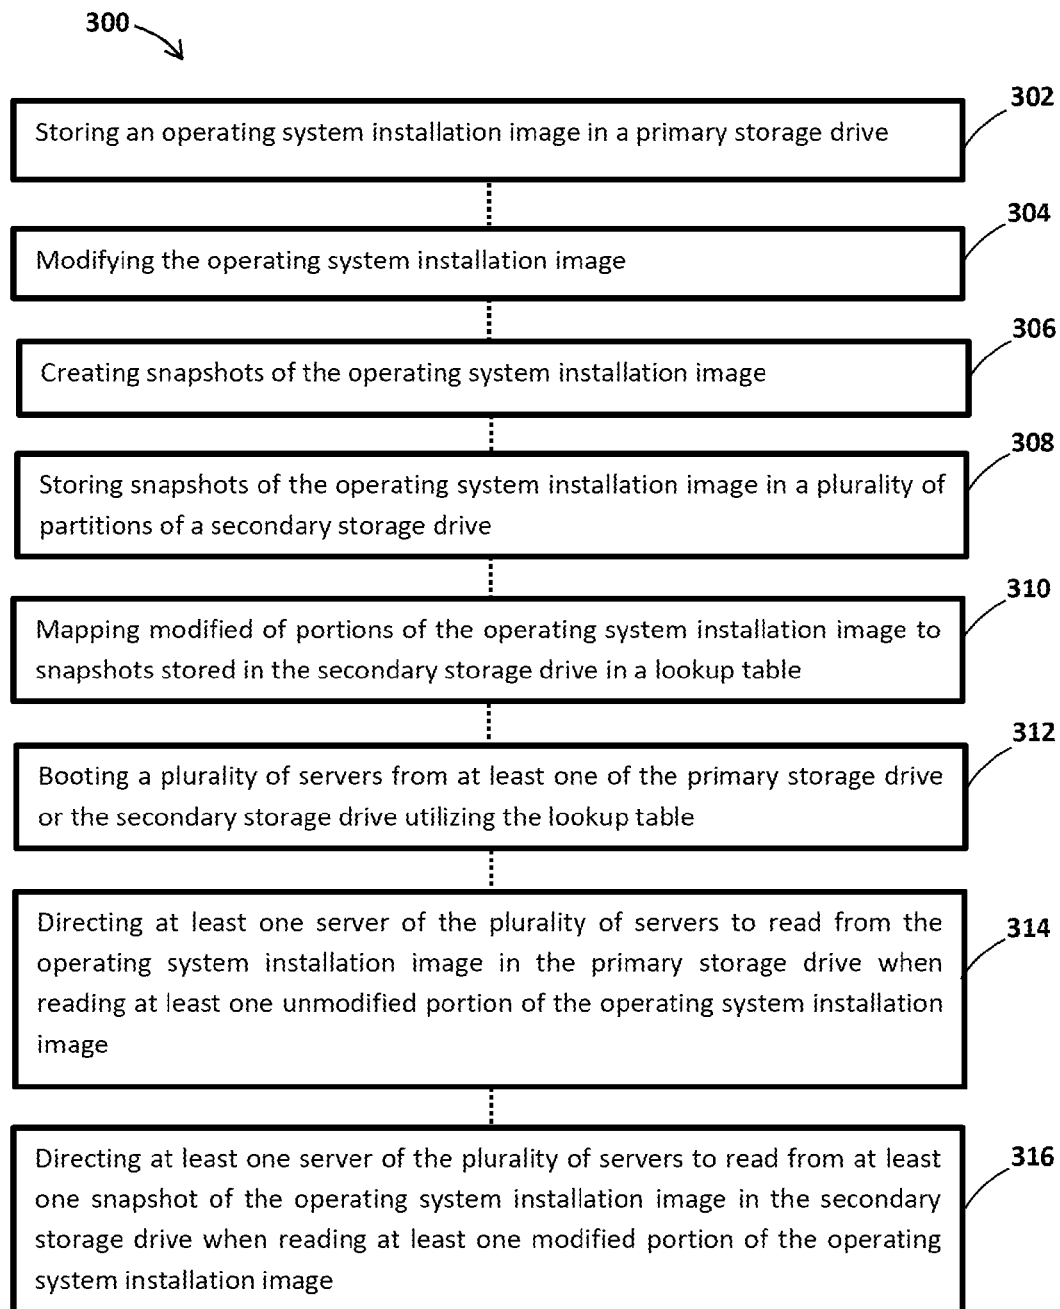 300
302
Storing an operating system installation image in a primary storage drive
304
Modifying the operating system installation image
306
Creating snapshots of the operating system installation image
308
Storing snapshots of the operating system installation image in a plurality of
partitions of a secondary storage drive
310
Mapping modified of portions of the operating system installation image to
snapshots stored in the secondary storage drive in a lookup table
312
Booting a plurality of servers from at least one of the primary storage drive
or the secondary storage drive utilizing the lookup table
314
Directing at least one server of the plurality of servers to read from the
operating system installation image in the primary storage drive when
reading at least one unmodified portion of the operating system installation
image
316
Directing at least one server of the plurality of servers to read from at least
one snapshot of the operating system installation image in the secondary
storage drive when reading at least one modified portion of the operating
system installation image